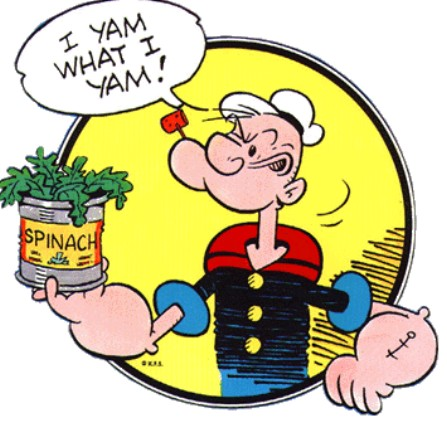 I YAM
WHAT I
YAM!
SPINACH
© K.F.S.